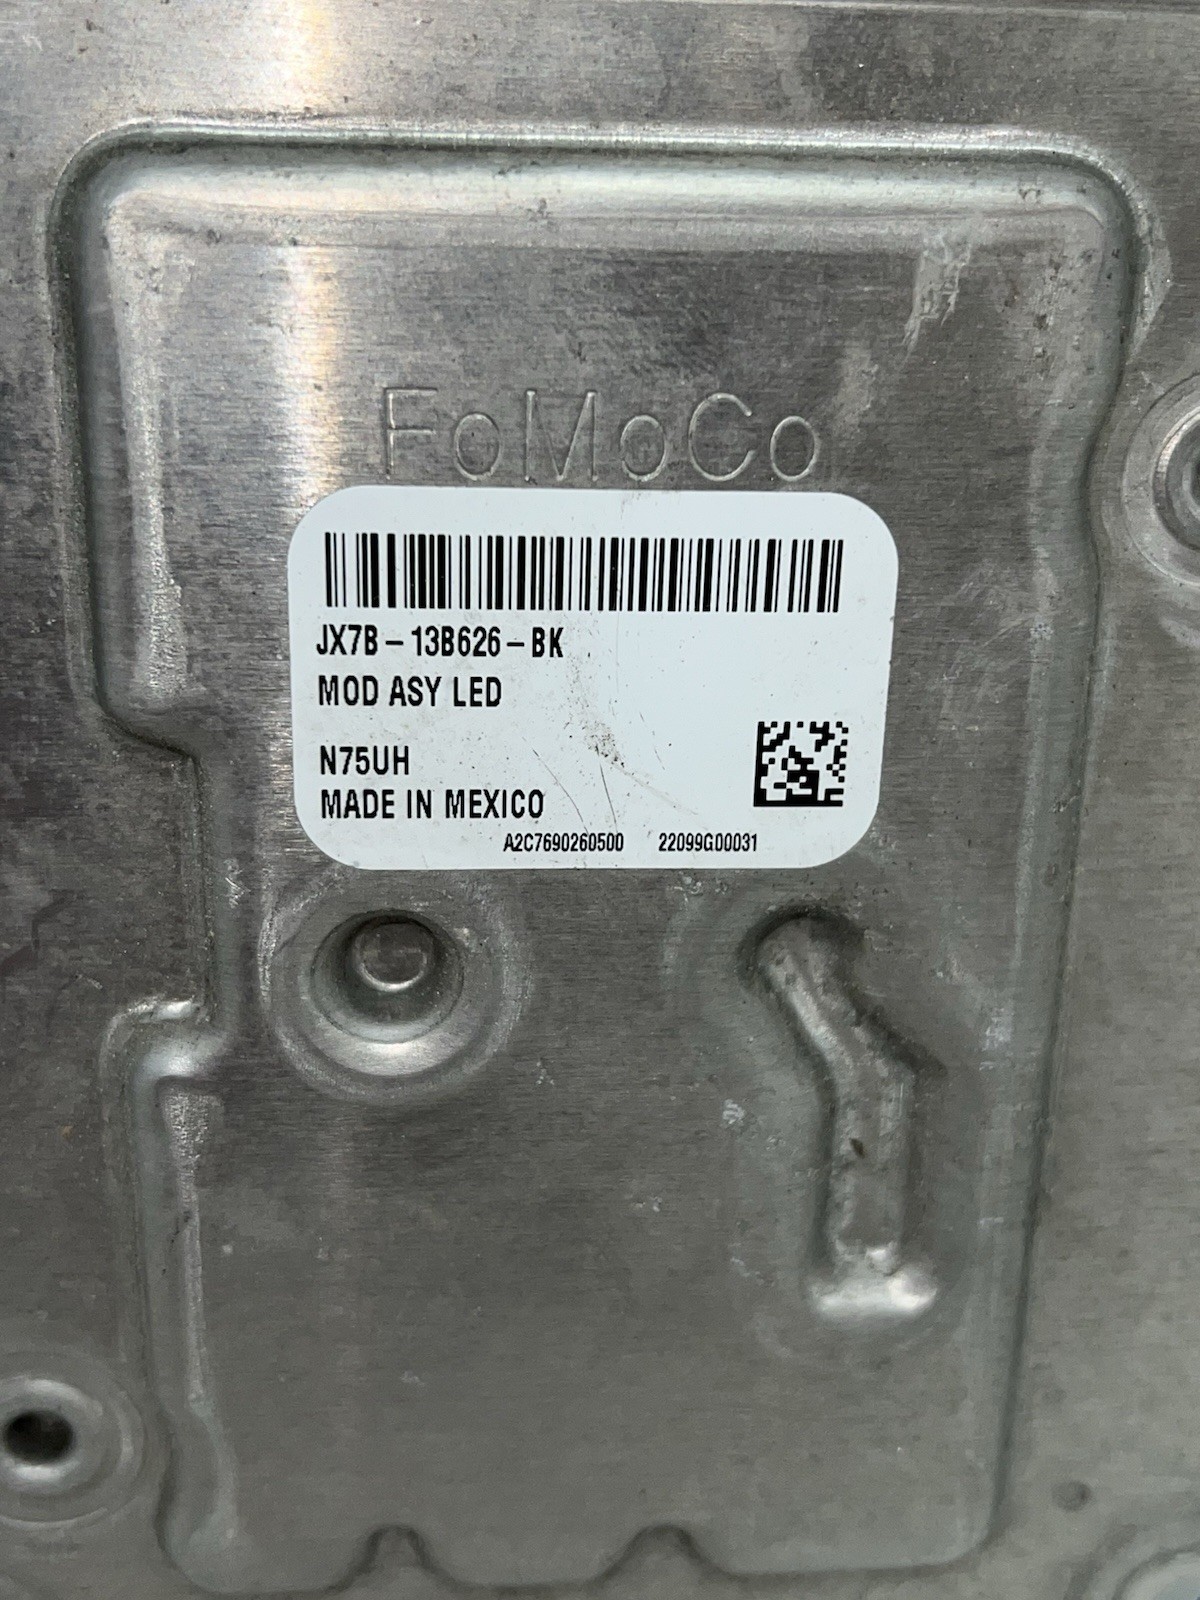 FoMoCo
JX7B-13B626-BK
MOD ASY LED
N75UH
MADE IN MEXICO
A2C7690260500 22099G00031